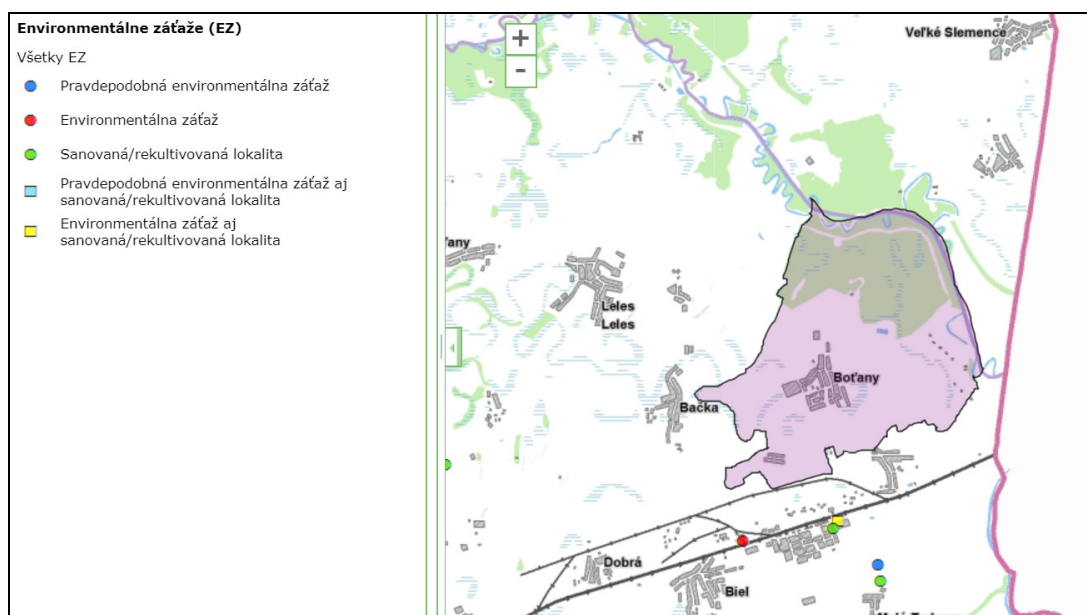 Environmentálne záťaže (EZ)
Všetky EZ
Pravdepodobná environmentálna záťaž
Environmentálna záťaž
Sanovaná/rekultivovaná lokalita
Pravdepodobná environmentálna záťaž aj
sanovaná/rekultivovaná lokalita
Environmentálna záťaž aj
sanovaná/rekultivovaná lokalita
+
-
Veľké Slemence
Leles
Leles
Boťany
Bačka
Dobrá
Biel